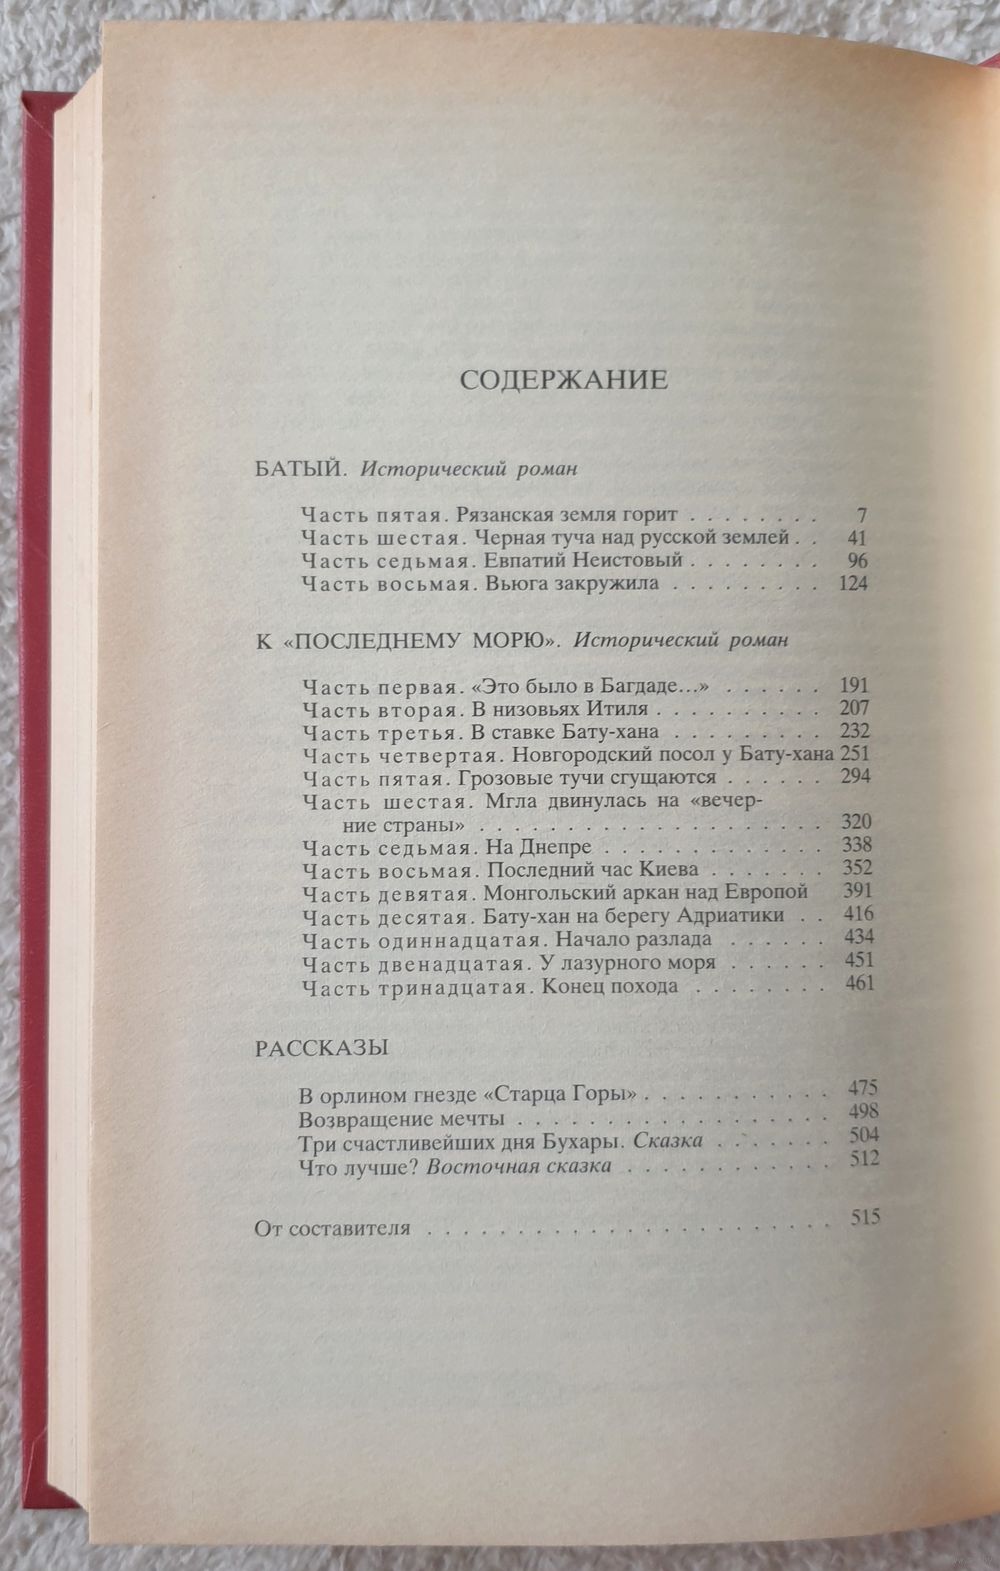 СОДЕРЖАНИЕ
БАТЫЙ. Исторический роман
Часть пятая. Рязанская земля горит . . . . . . . . 7
Часть шестая. Черная туча над русской землей . . 41
Часть седьмая. Евпатий Неистовый . . . . . . . . 96
Часть восьмая. Вьюга закружила . . . . . . . . . 124
К «ПОСЛЕДНЕМУ МОРЮ». Исторический роман
Часть первая. «Это было в Багдаде...» . . . . . . 191
Часть вторая. В низовьях Итиля . . . . . . . . . . 207
Часть третья. В ставке Бату-хана . . . . . . . . . 232
Часть четвертая. Новгородский посол у Бату-хана 251
Часть пятая. Грозовые тучи сгущаются . . . . . . 294
Часть шестая. Мгла двинулась на «вечер-
ние страны» . . . . . . . . . . . . . . . . . . . . 320
Часть седьмая. На Днепре . . . . . . . . . . . . . 338
Часть восьмая. Последний час Киева . . . . . . . 352
Часть девятая. Монгольский аркан над Европой 391
Часть десятая. Бату-хан на берегу Адриатики . . 416
Часть одиннадцатая. Начало разлада . . . . . . 434
Часть двенадцатая. У лазурного моря . . . . . . 451
Часть тринадцатая. Конец похода . . . . . . . . 461
РАССКАЗЫ
В орлином гнезде «Старца Горы» . . . . . . . . . . . 475
Возвращение мечты . . . . . . . . . . . . . . . . . . 498
Три счастливейших дня Бухары. Сказка . . . . . . . 504
Что лучше? Восточная сказка . . . . . . . . . . . . 512
От составителя . . . . . . . . . . . . . . . . . . . . . . 515